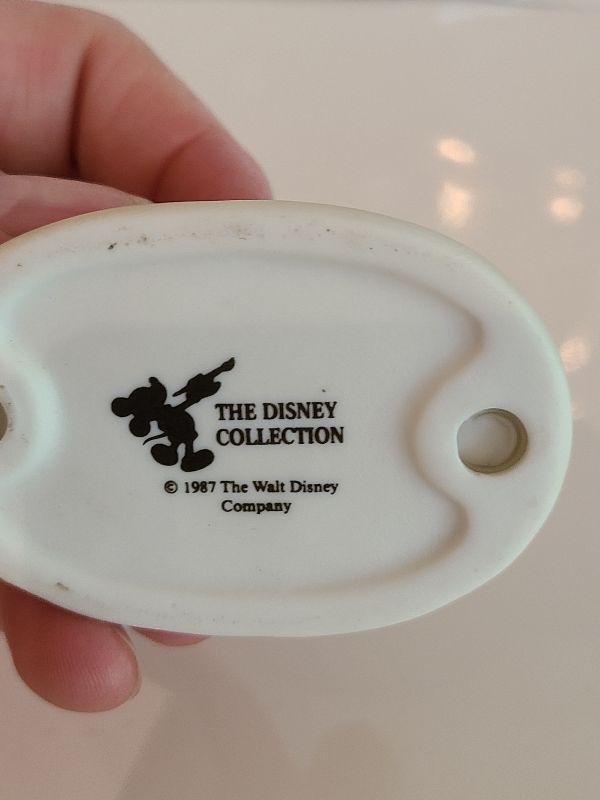 THE DISNEY
COLLECTION
© 1987 The Walt Disney
Company